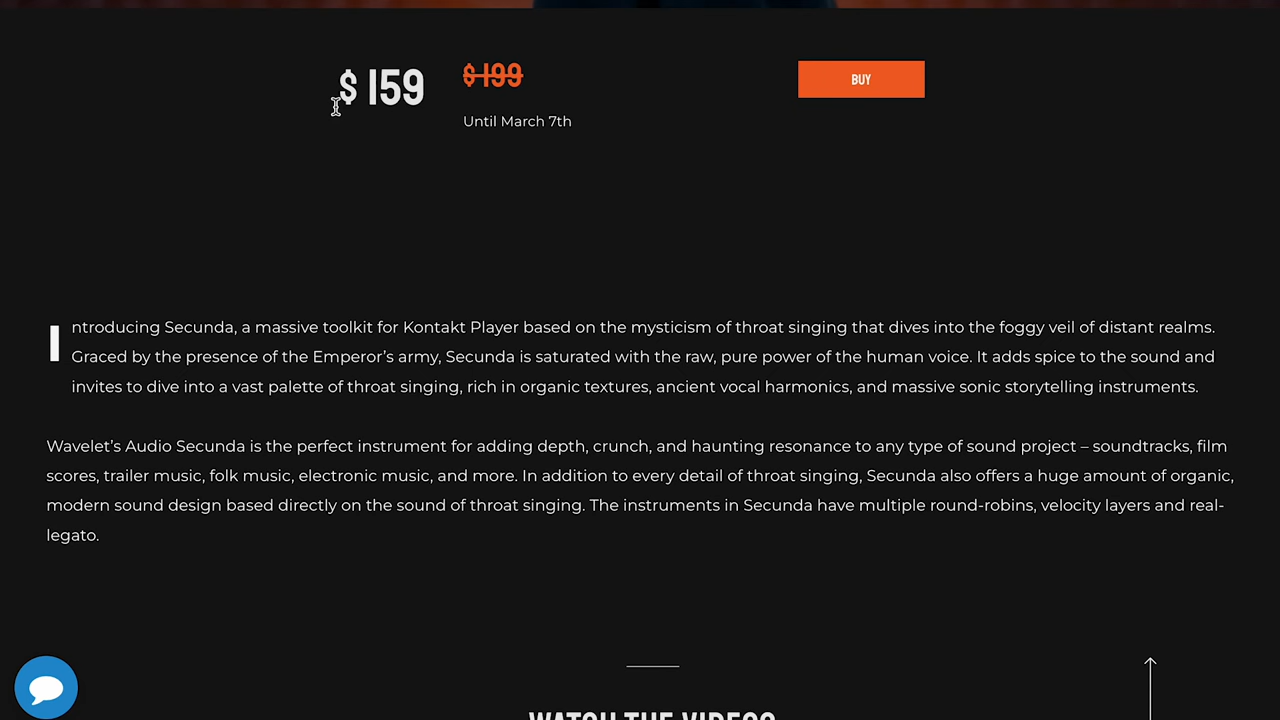 $ 159
$ 199
Until March 7th
BUY
Introducing Secunda, a massive toolkit for Kontakt Player based on the mysticism of throat singing that dives into the foggy veil of distant realms.
Graced by the presence of the Emperor’s army, Secunda is saturated with the raw, pure power of the human voice. It adds spice to the sound and
invites to dive into a vast palette of throat singing, rich in organic textures, ancient vocal harmonics, and massive sonic storytelling instruments.
Wavelet’s Audio Secunda is the perfect instrument for adding depth, crunch, and haunting resonance to any type of sound project – soundtracks, film
scores, trailer music, folk music, electronic music, and more. In addition to every detail of throat singing, Secunda also offers a huge amount of organic,
modern sound design based directly on the sound of throat singing. The instruments in Secunda have multiple round-robins, velocity layers and real-
legato.
WATCH THE VIDEOS